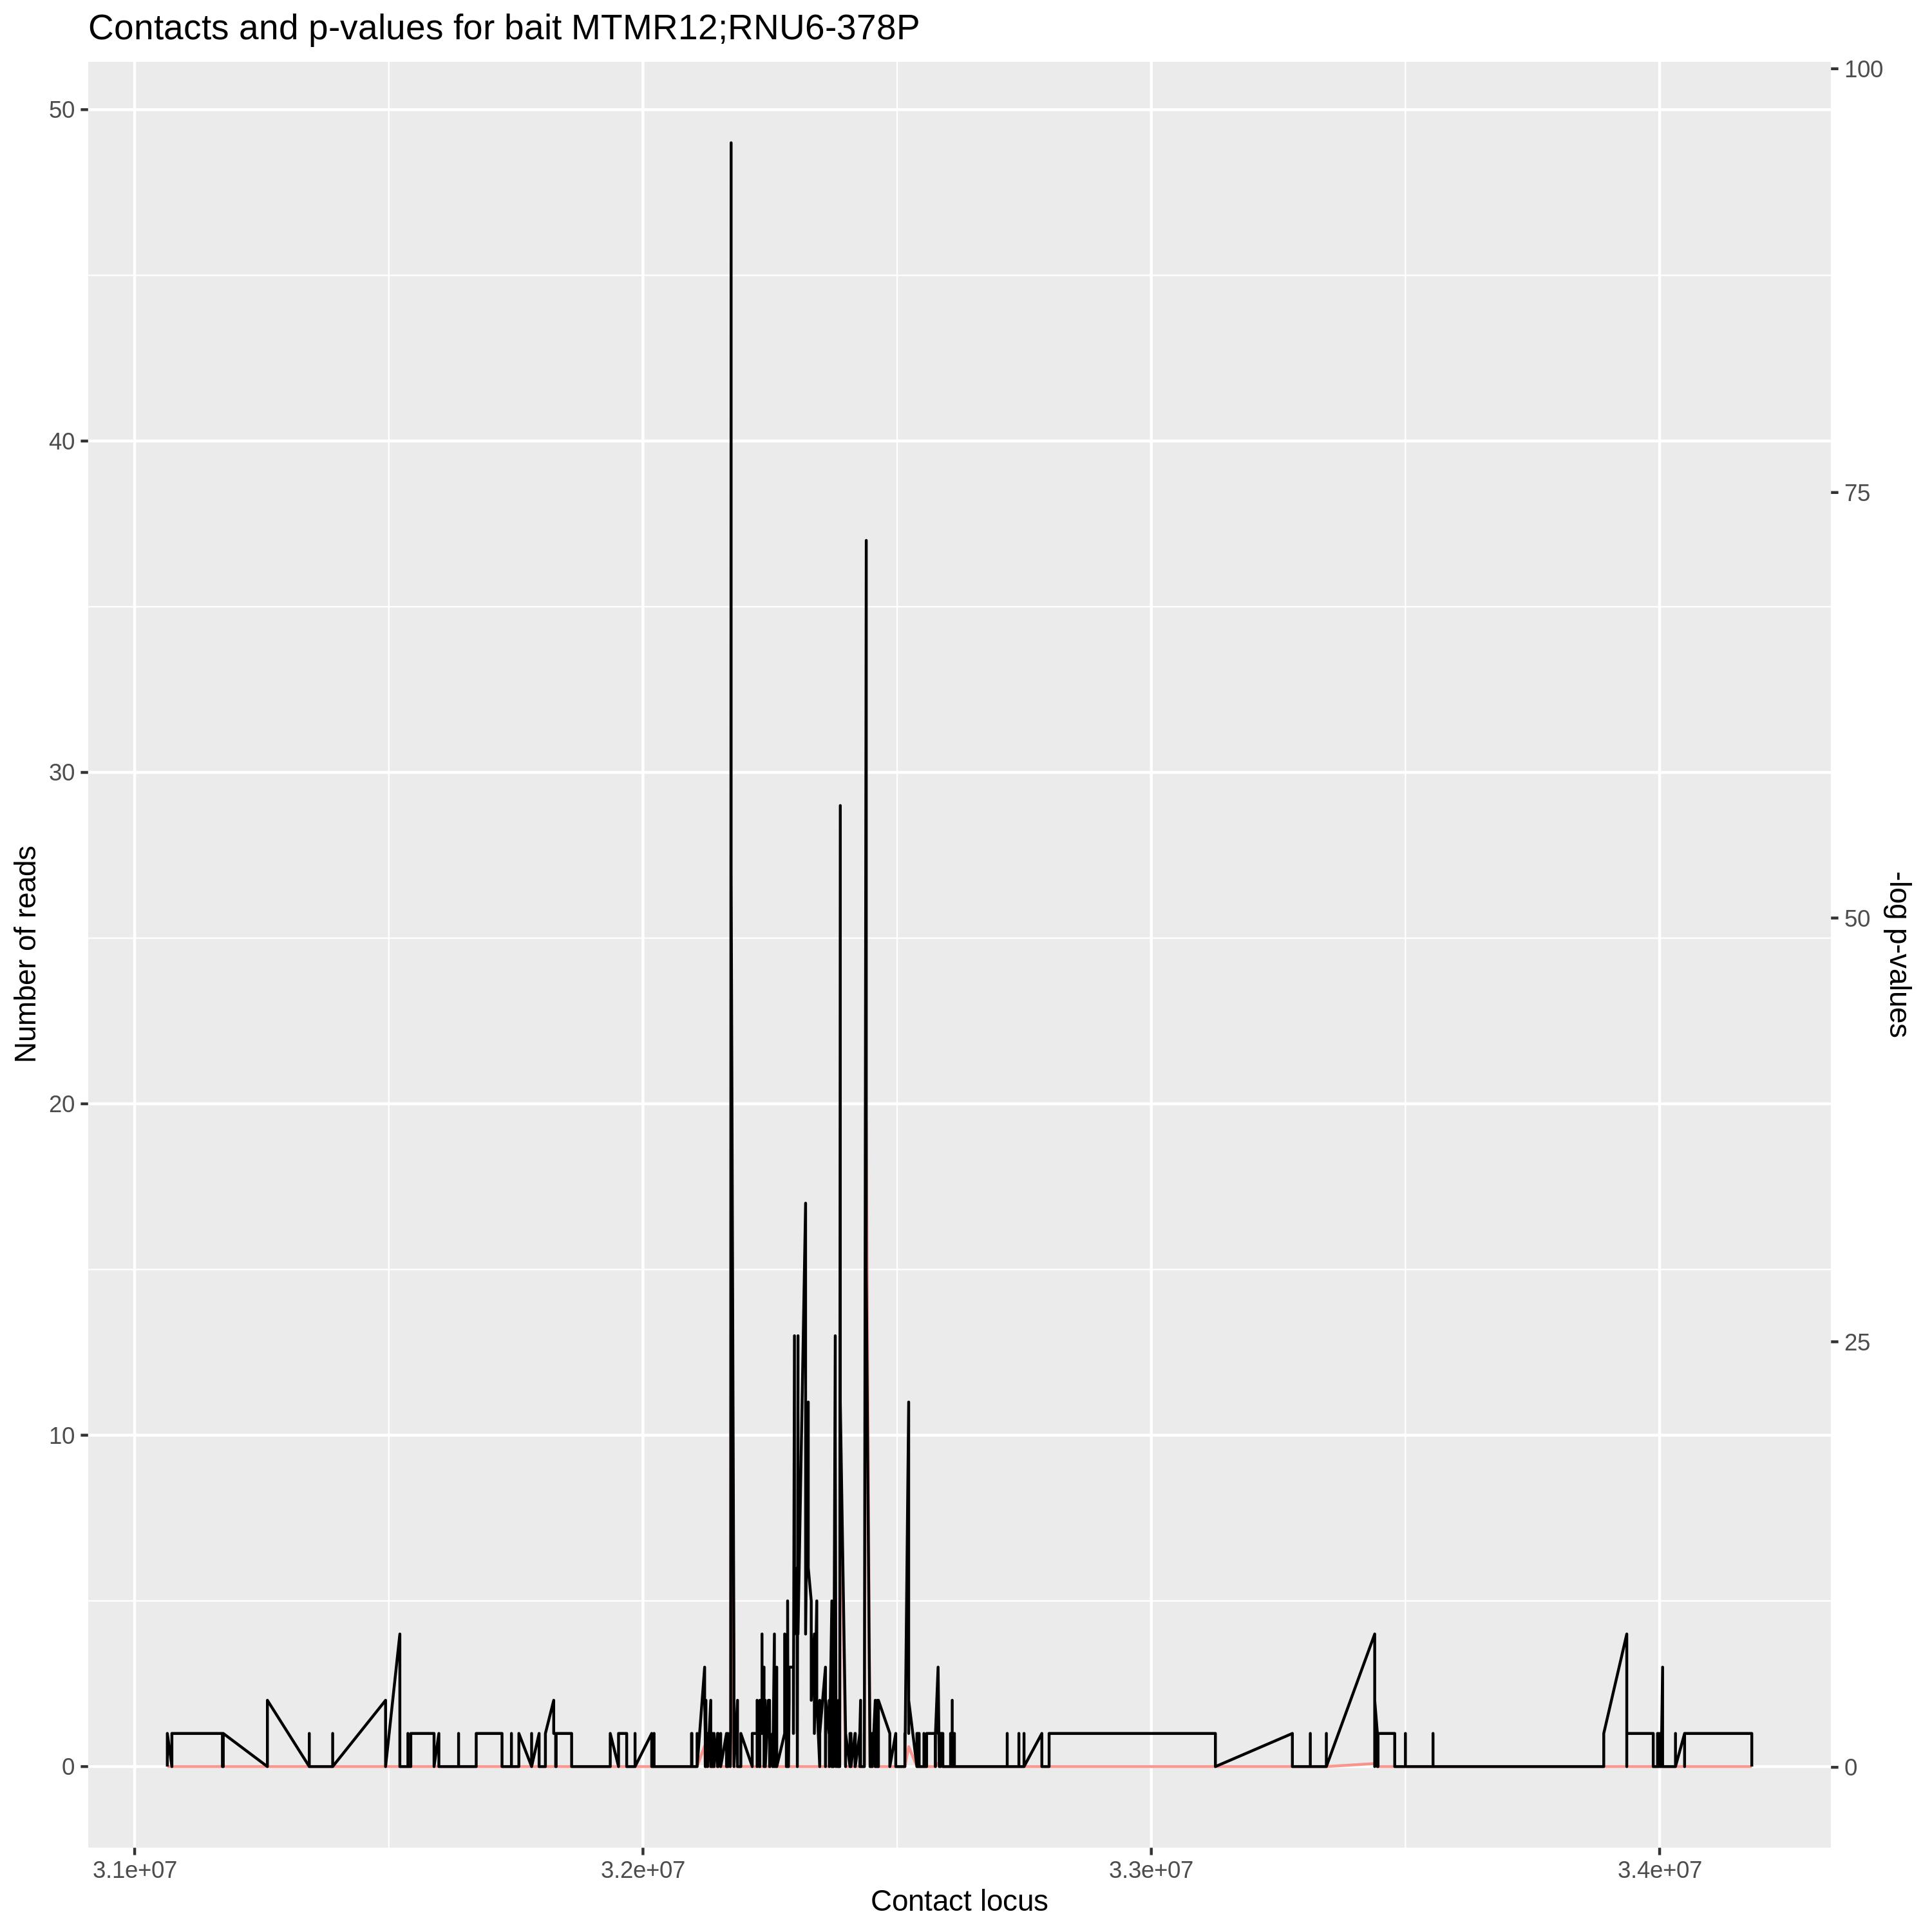 Contacts and p-values for bait MTMR12;RNU6-378P
50
40
30
20
10
0
Number of reads
100
75
50
25
0
-log p-values
3.1e+07
3.2e+07
3.3e+07
3.4e+07
Contact locus